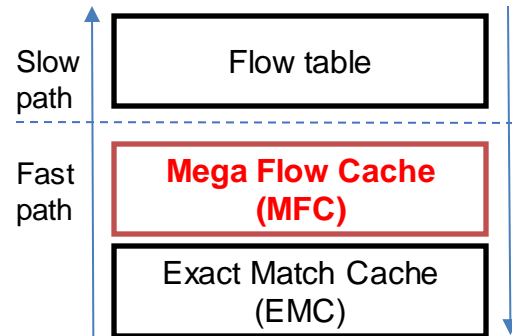 Slow
path
Flow table
Fast
path
Mega Flow Cache
(MFC)
Exact Match Cache
(EMC)